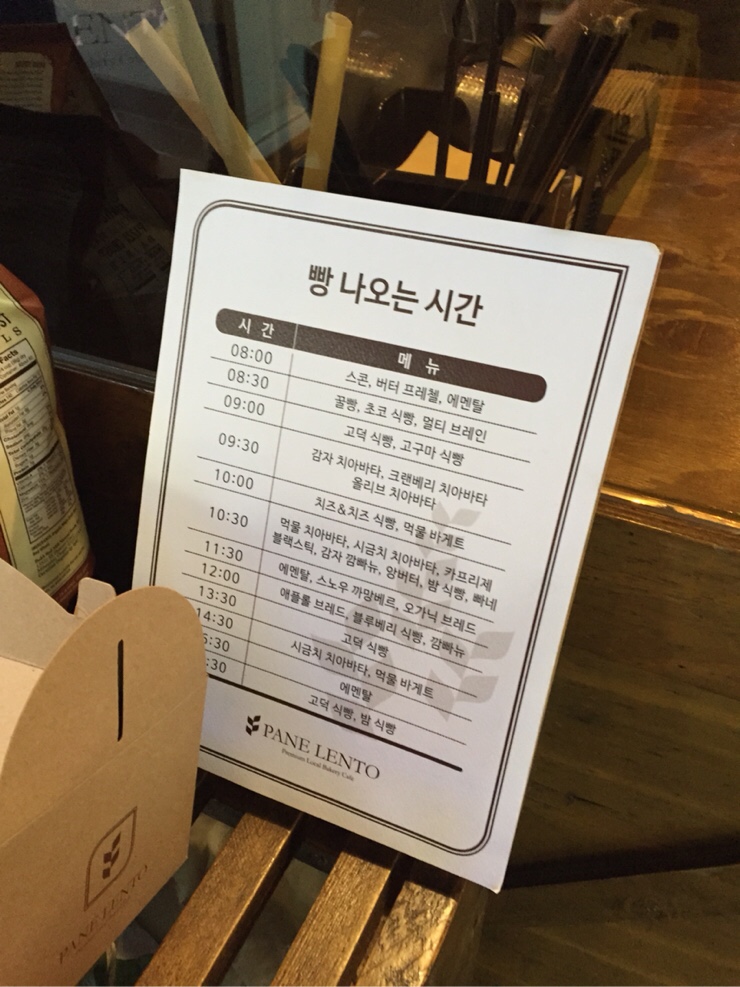 빵 나오는 시간
시 간 메 뉴
08:00 스콘, 버터 프레첼, 에멘탈
08:30 꿀빵, 초코 식빵, 멀티 브레인
09:00 고덕 식빵, 고구마 식빵
09:30 감자 치아바타, 크랜베리 치아바타
올리브 치아바타
10:00 치즈&치즈 식빵, 먹물 바게트
10:30 먹물 치아바타, 시금치 치아바타, 카프리제
블랙스틱, 감자 깜빠뉴, 앙버터, 밤 식빵, 빠네
11:30 에멘탈, 스노우 까망베르, 오가닉 브레드
12:00 애플롤 브레드, 블루베리 식빵, 깜빠뉴
13:30 고덕 식빵
14:30 시금치 치아바타, 먹물 바게트
5:30 에멘탈
:30 고덕 식빵, 밤 식빵
PANE LENTO
Premium Local Bakery Cafe
PANE LENTO